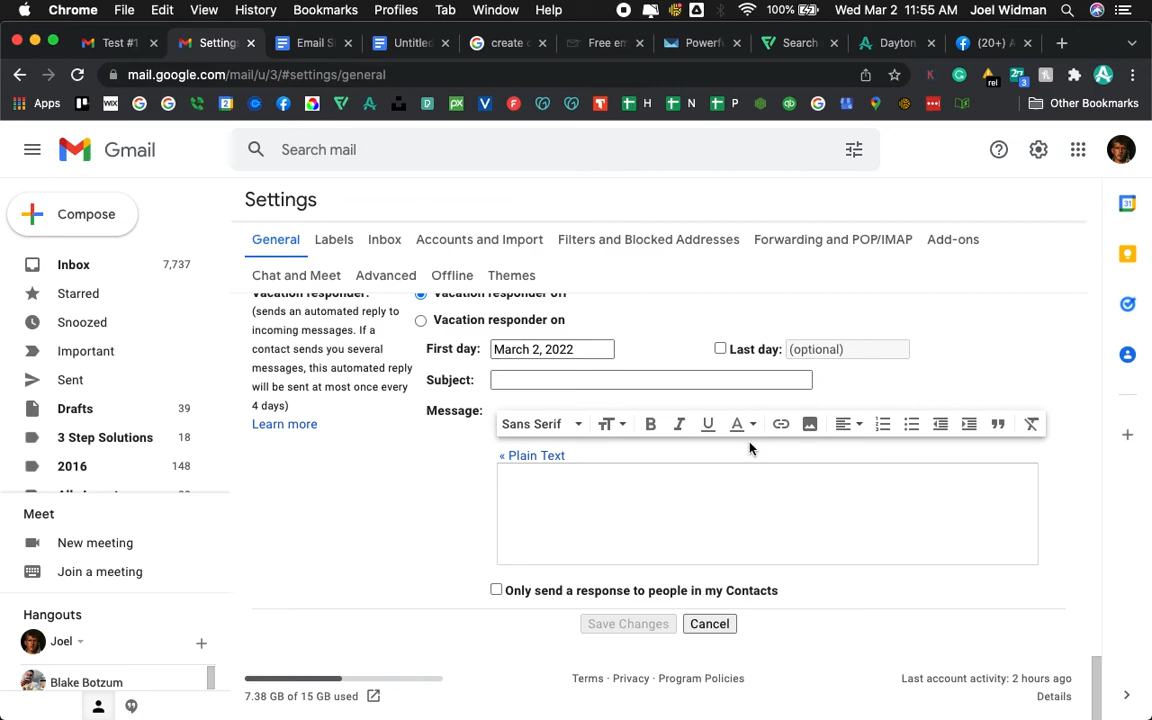 Chrome File Edit View History Bookmarks Profiles Tab Window Help 100% Wed Mar 2 11:55 AM Joel Widman
Test #1 Settings Email S Untitle create Free e Powerf Search Dayton (20+)
mail.google.com/mail/u/3/#settings/general
Apps H N P Other Bookmarks
Gmail Search mail
Compose
Inbox 7,737
Starred
Snoozed
Important
Sent
Drafts 39
3 Step Solutions 18
2016 148
Meet
New meeting
Join a meeting
Hangouts
Joel
Blake Botzum
Settings
General Labels Inbox Accounts and Import Filters and Blocked Addresses Forwarding and POP/IMAP Add-ons
Chat and Meet Advanced Offline Themes
Vacation responder:
(sends an automated reply to
incoming messages. If a
contact sends you several
messages, this automated reply
will be sent at most once every
4 days)
Learn more
Vacation responder off
Vacation responder on
First day: March 2, 2022 Last day: (optional)
Subject:
Message:
Sans Serif
« Plain Text
Only send a response to people in my Contacts
Save Changes Cancel
7.38 GB of 15 GB used
Terms · Privacy · Program Policies
Last account activity: 2 hours ago
Details